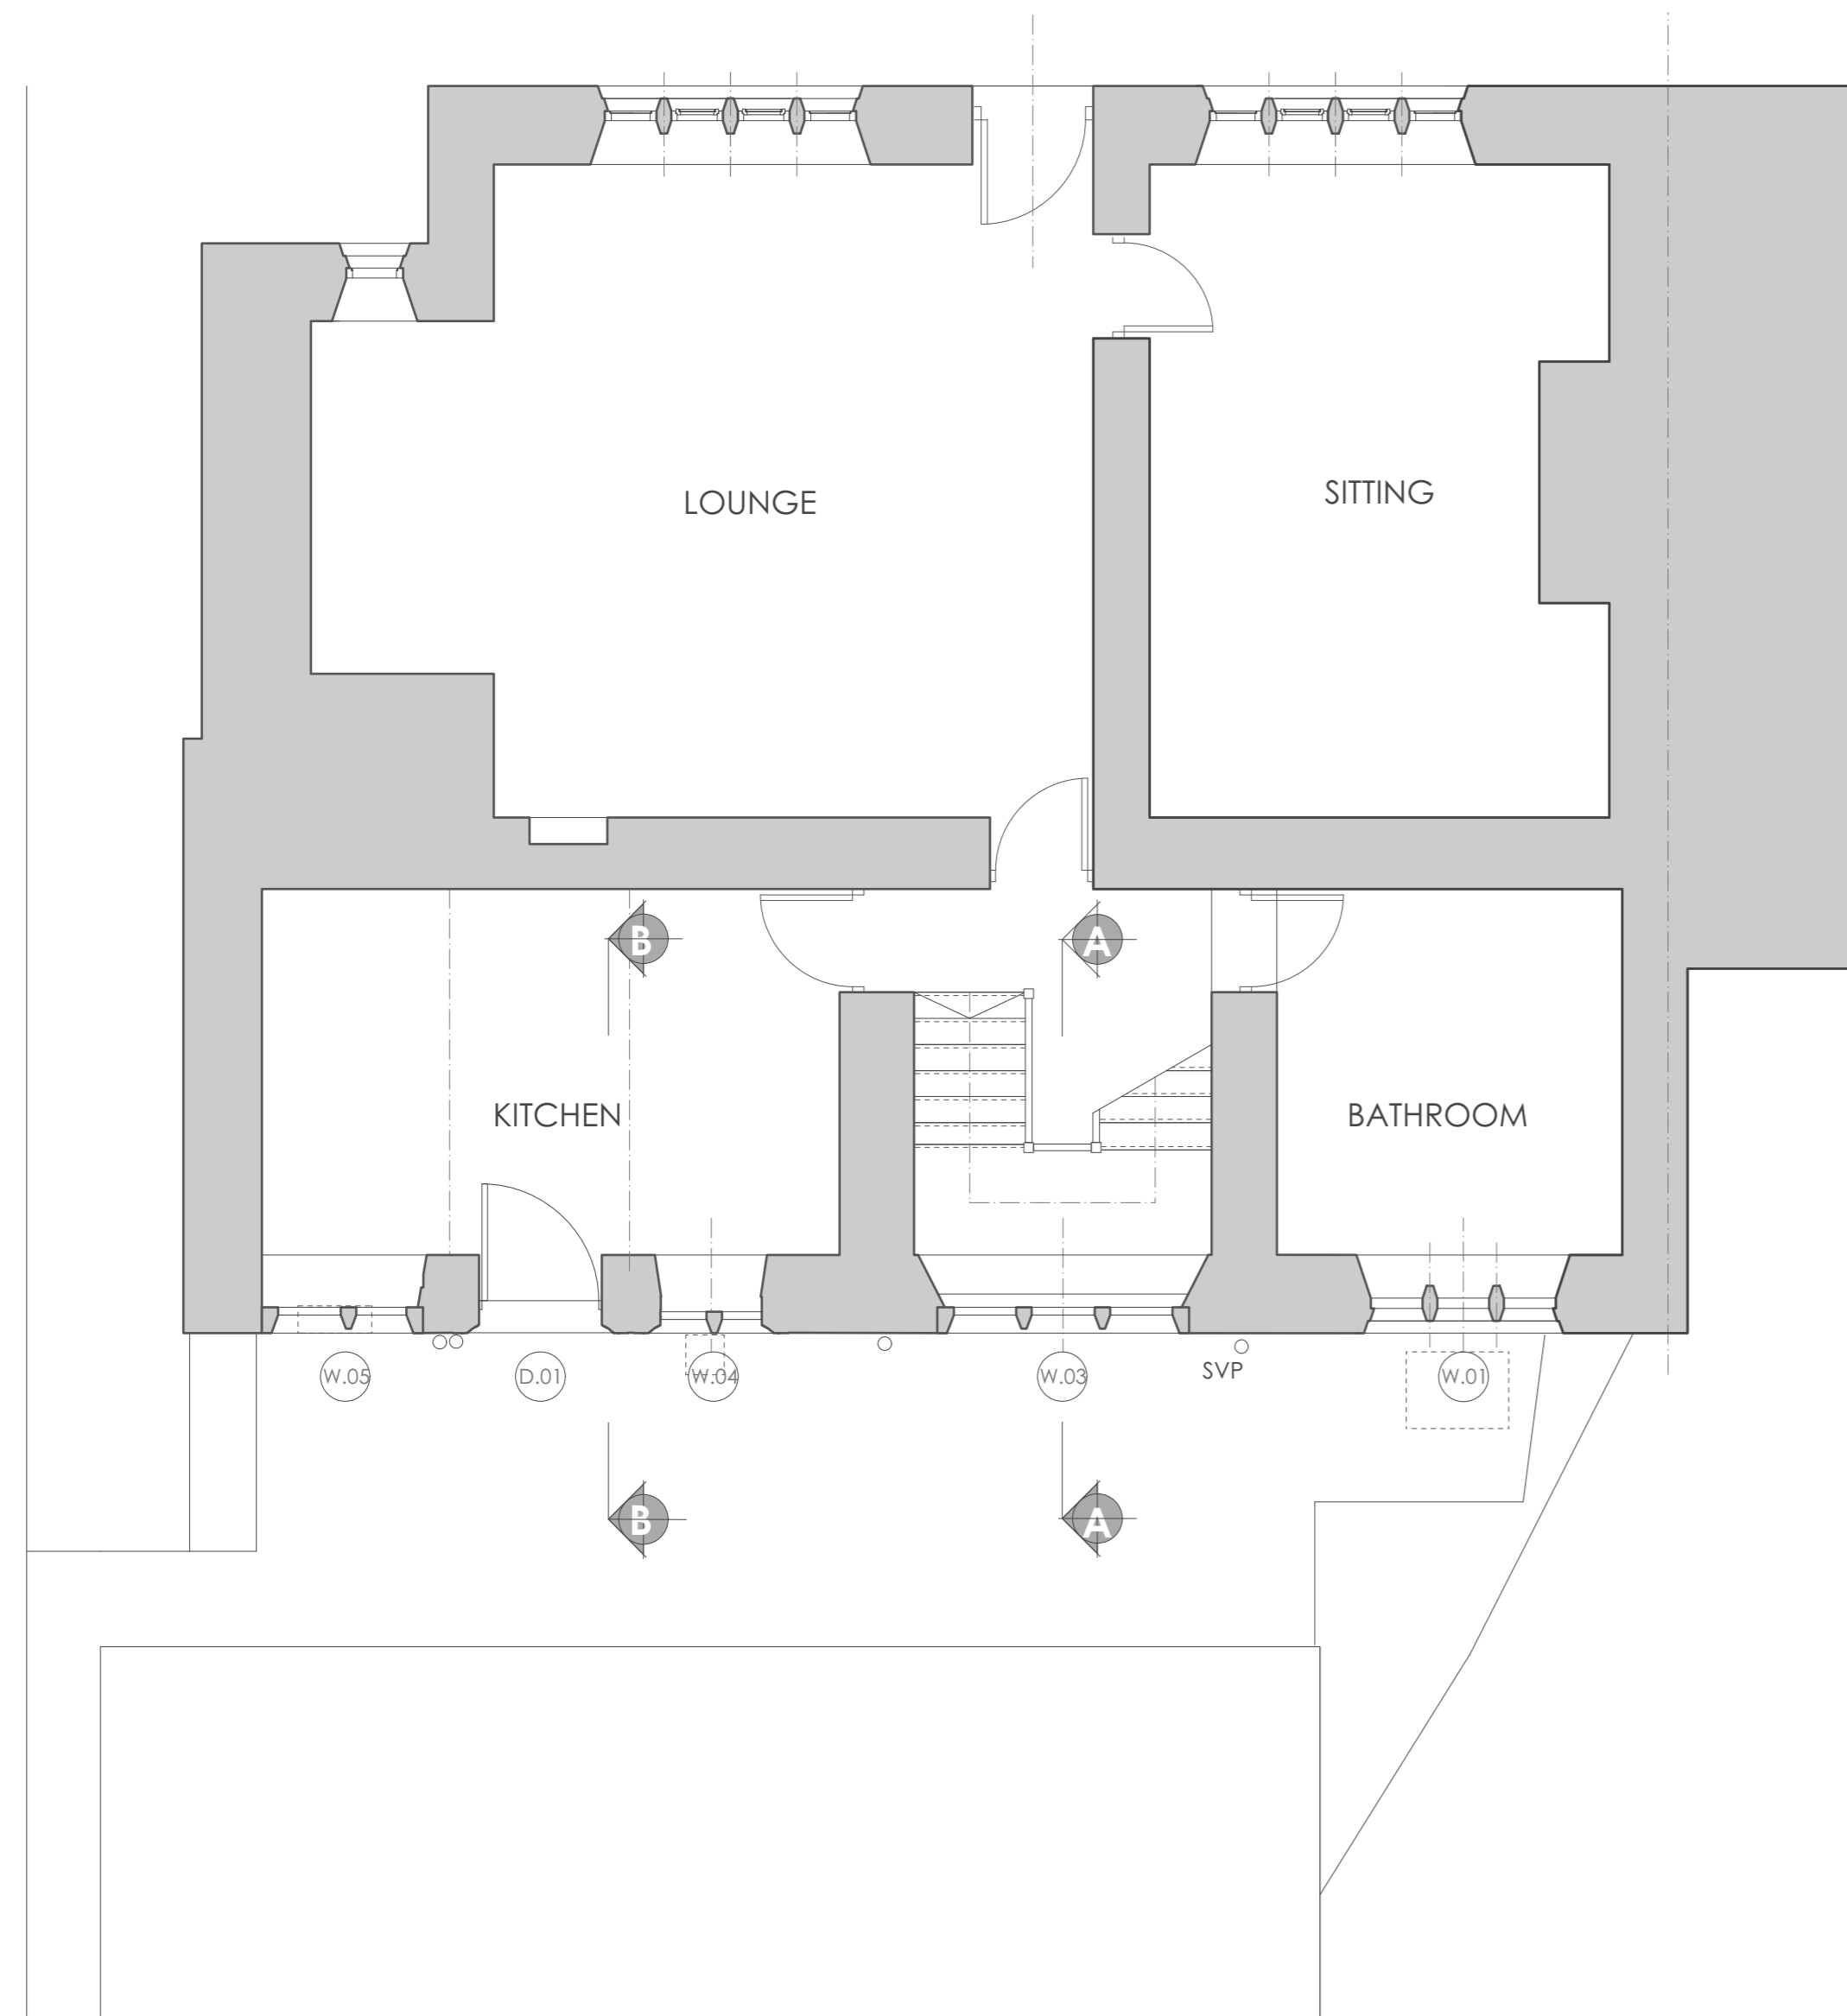 SITTING
LOUNGE
B
A
KITCHEN
BATHROOM
W.05
D.01
W.04
W.03
SVP
W.01
B
A